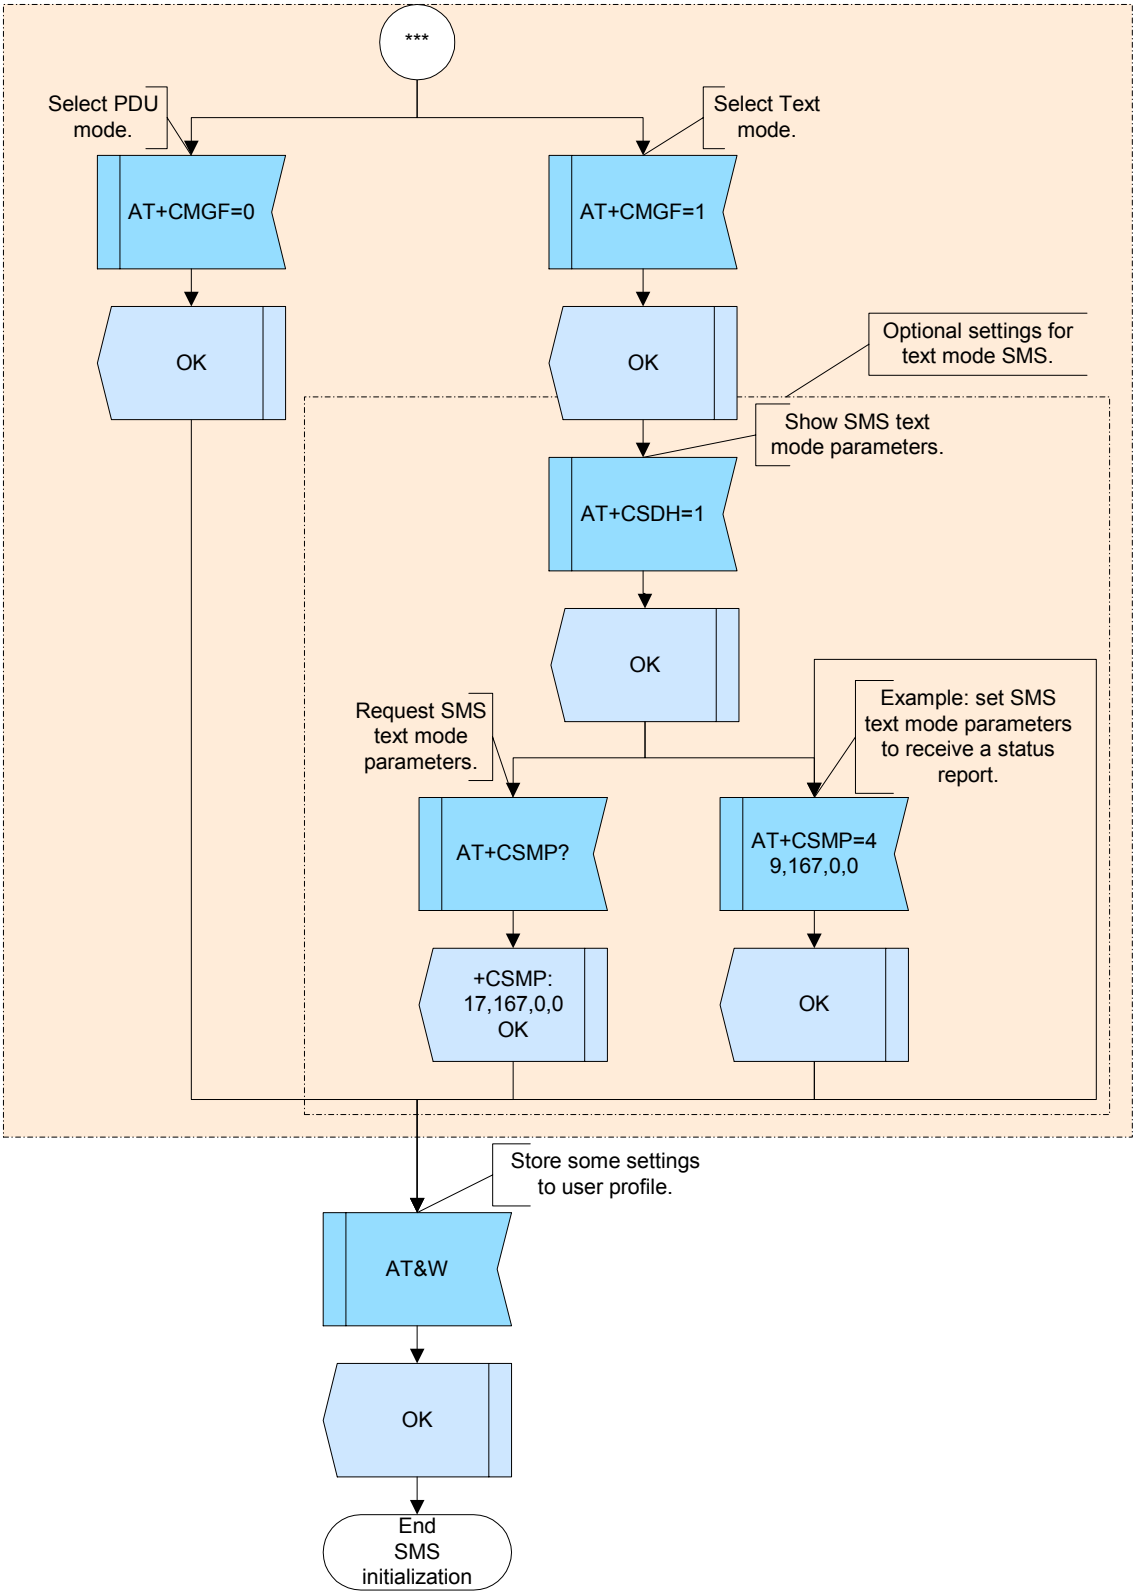 ***
Select PDU
mode.
Select Text
mode.
AT+CMGF=0
AT+CMGF=1
OK
OK
Optional settings for
text mode SMS.
Show SMS text
mode parameters.
AT+CSDH=1
OK
Request SMS
text mode
parameters.
Example: set SMS
text mode parameters
to receive a status
report.
AT+CSMP?
AT+CSMP=4
9,167,0,0
+CSMP:
17,167,0,0
OK
OK
Store some settings
to user profile.
AT&W
OK
End
SMS
initialization